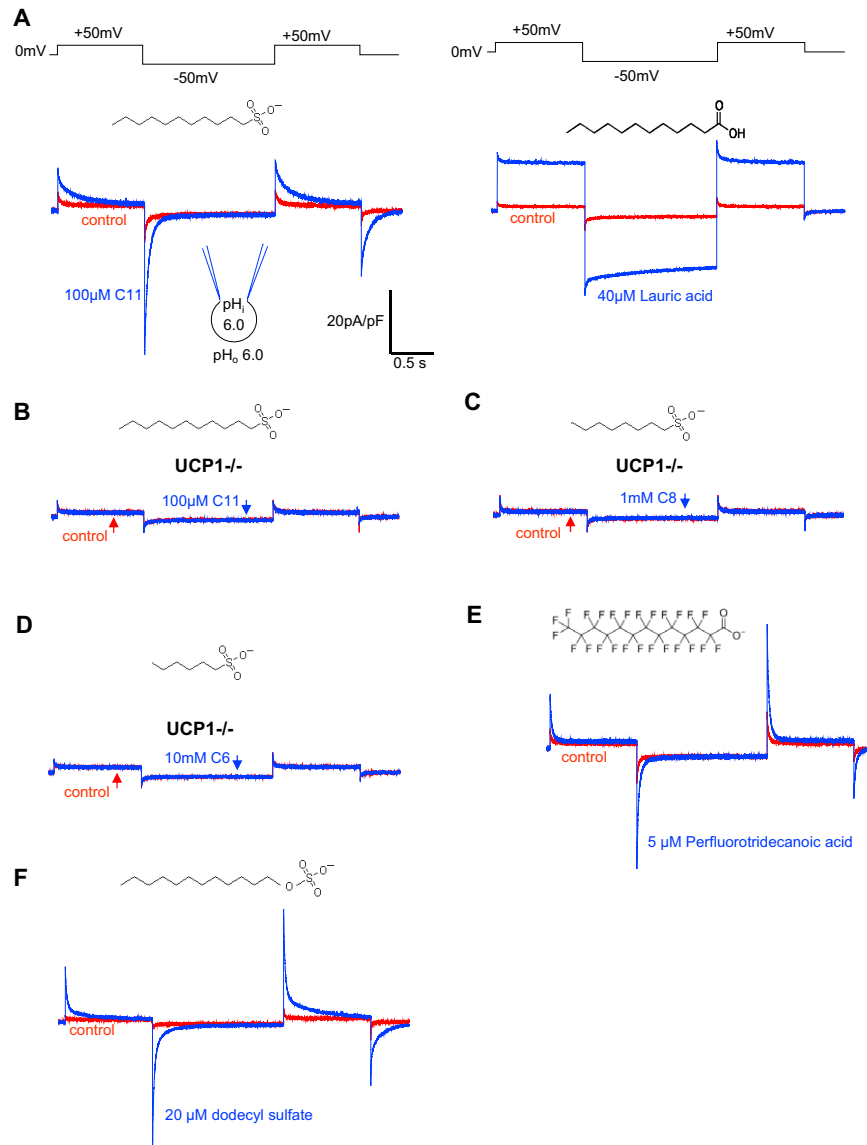 A
+50mV
+50mV
0mV
-50mV
O
O
S
O
−
control
100µM C11
pHi
6.0
pHo 6.0
20pA/pF
0.5 s
+50mV
+50mV
0mV
-50mV
O
OH
control
40µM Lauric acid
B
O
O
S
O
−
UCP1-/-
100µM C11
control
C
O
O
S
O
−
UCP1-/-
1mM C8
control
D
O
O
S
O
−
UCP1-/-
10mM C6
control
E
F F F F F F F F F F F O
F
F
F F F F F F F F F F F F O-
control
5 µM Perfluorotridecanoic acid
F
O
O
S
O
O
−
control
20 µM dodecyl sulfate